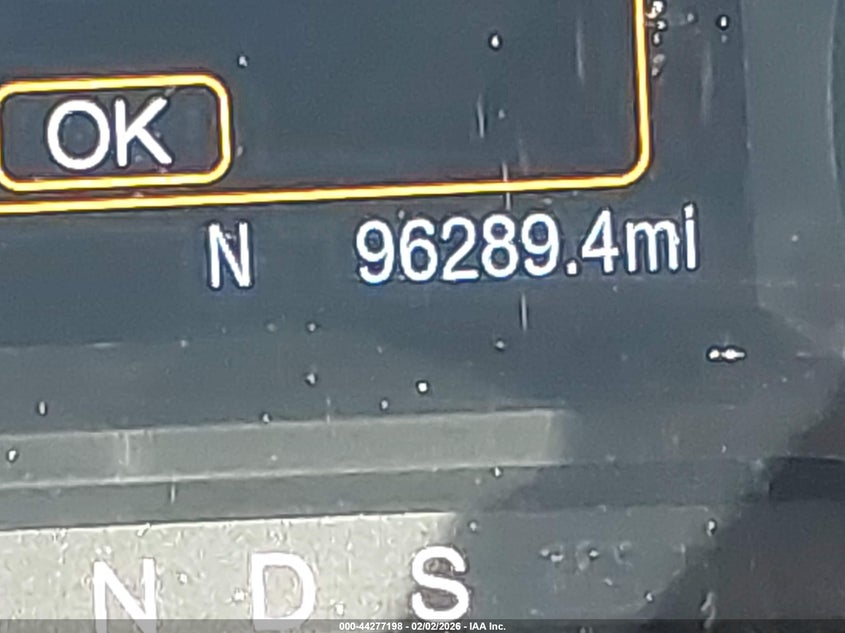 OK
N 96289.4mi
N D S
000-44277198 - 02/02/2026 - IAA Inc.